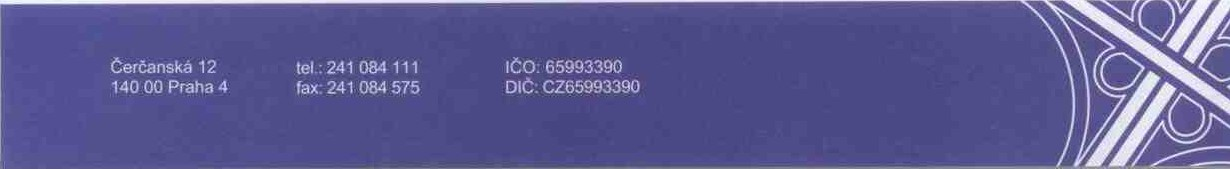 Čerčanská 12
140 00 Praha 4
tel.: 241 084 111
fax: 241 084 575
IČO: 65993390
DIČ: CZ65993390